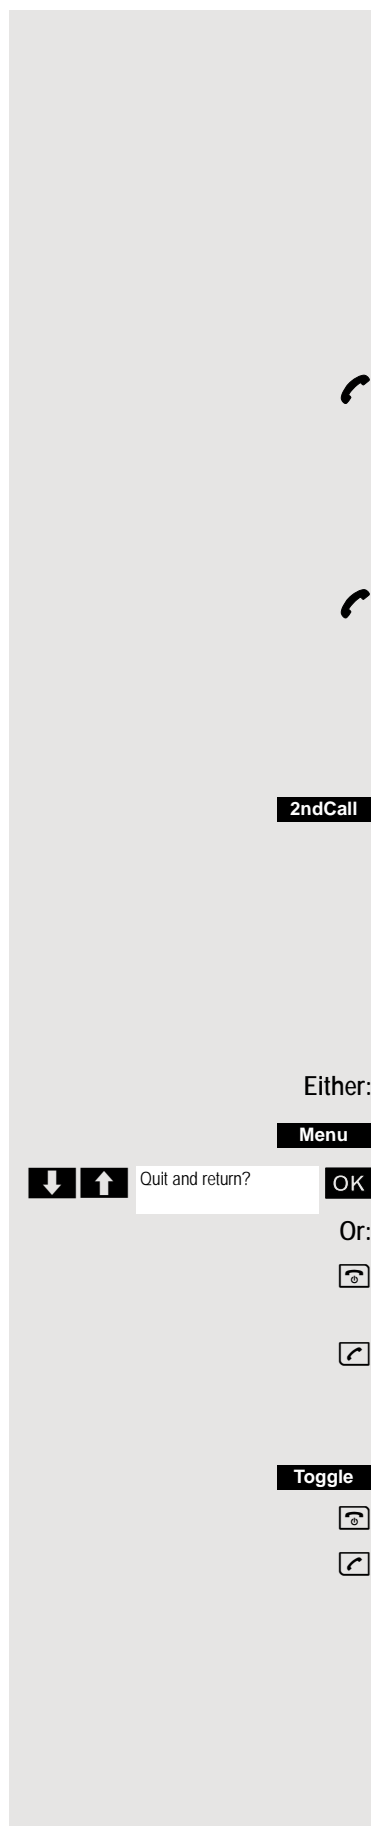 2ndCall
Either:
Menu
Quit and return? OK
Or:
Toggle